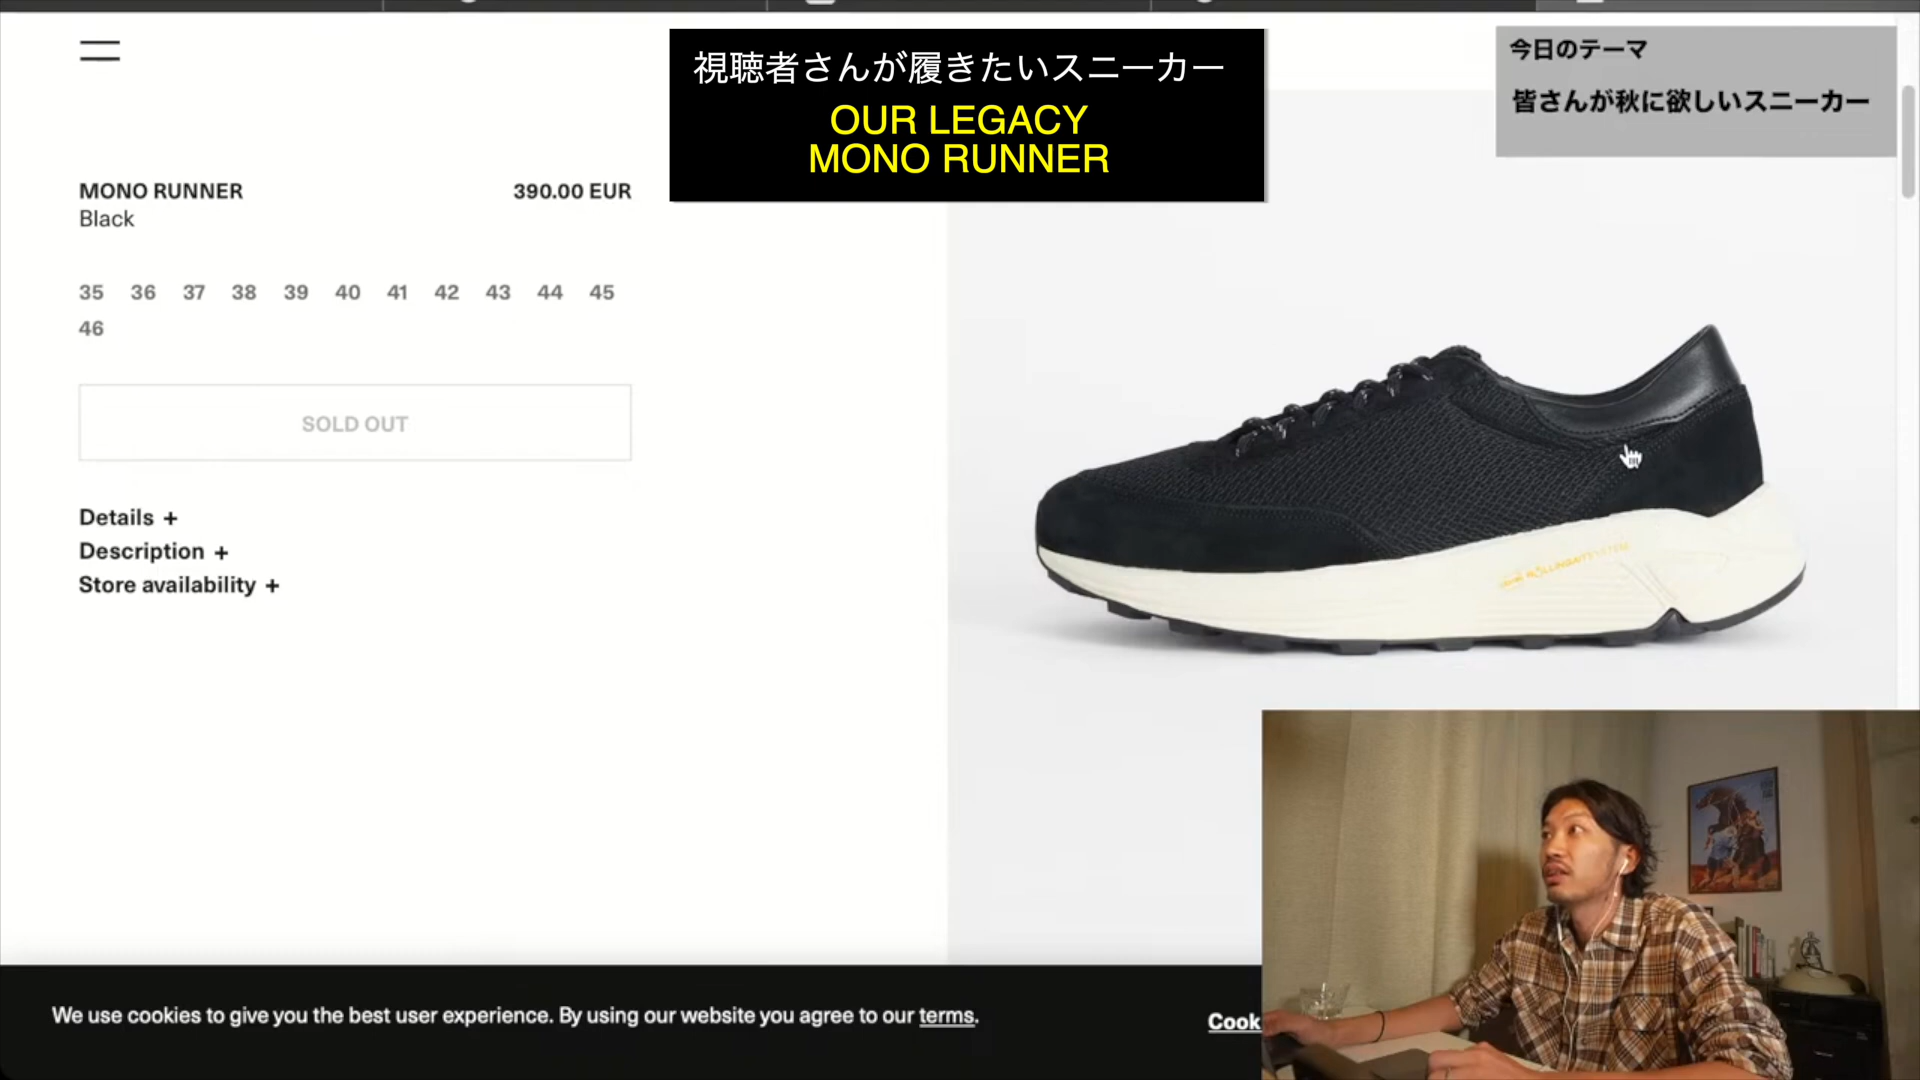 視聴者さんが履きたいスニーカー
OUR LEGACY
MONO RUNNER
今日のテーマ
皆さんが秋に欲しいスニーカー
MONO RUNNER 390.00 EUR
Black
35 36 37 38 39 40 41 42 43 44 45
46
SOLD OUT
Details +
Description +
Store availability +
We use cookies to give you the best user experience. By using our website you agree to our terms.
Cook